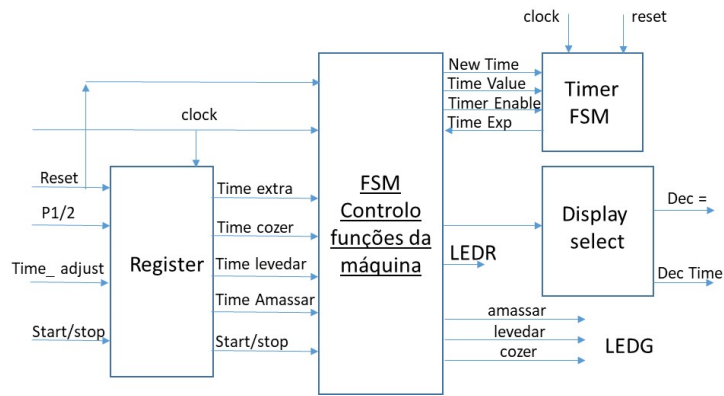 clock
reset
New Time
Time Value
Timer Enable
Time Exp
Timer
FSM
clock
Reset
P1/2
Time_ adjust
Start/stop
Register
Time extra
Time cozer
Time levedar
Time Amassar
Start/stop
FSM
Controlo
funções da
máquina
LEDR
Display
select
Dec =
Dec Time
amassar
levedar
cozer
LEDG